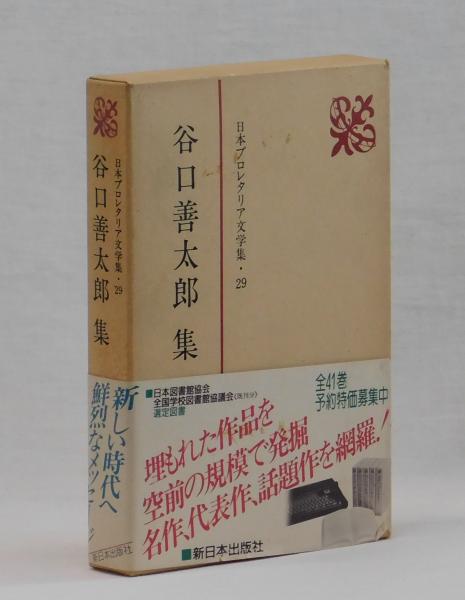 日本プロレタリア文学集・29
谷口善太郎 集
新しい時代へ
鮮烈なメッセージ
新日本出版社
日本プロレタリア文学集・29
谷口善太郎 集
■日本図書館協会
全国学校図書館協議会(既刊分)
選定図書
全41巻
予約特価募集中
埋もれた作品を
空前の規模で発掘
名作、代表作、話題作を網羅!
■新日本出版社